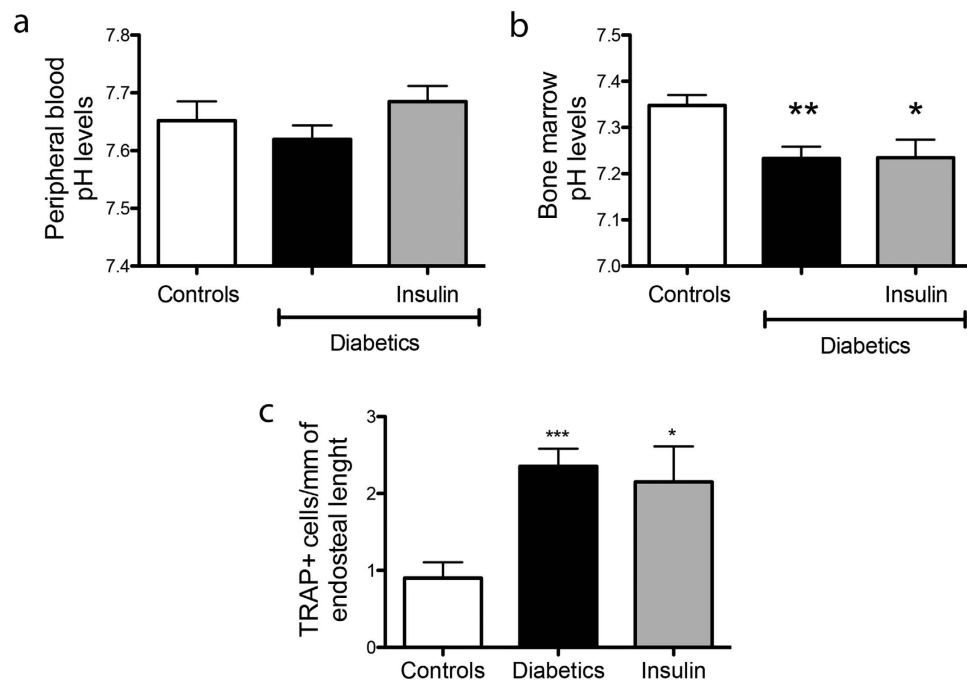 a
Peripheral blood
pH levels
7.8
7.7
7.6
7.5
7.4
Controls
Insulin
Diabetics
b
Bone marrow
pH levels
7.5
7.4
7.3
7.2
7.1
7.0
**
*
Controls
Insulin
Diabetics
c
TRAP+ cells/mm of
endosteal lenght
3
2
1
0
***
*
Controls
Diabetics
Insulin